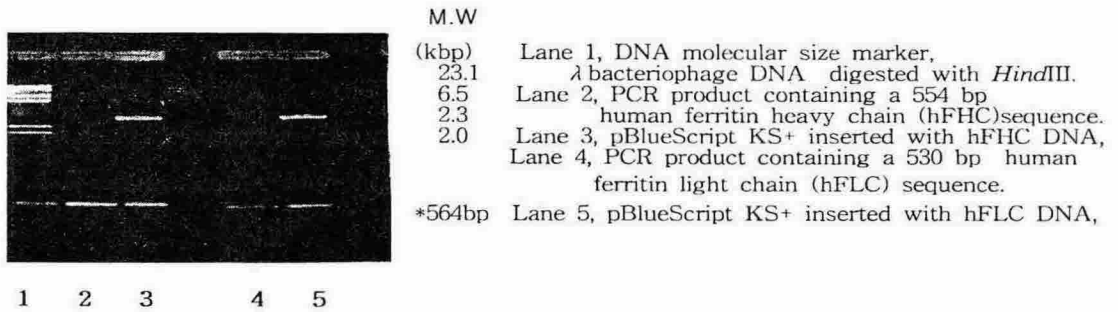 M.W
(kbp) Lane 1, DNA molecular size marker,
23.1 λ bacteriophage DNA digested with HindIII.
6.5 Lane 2, PCR product containing a 554 bp
2.3 human ferritin heavy chain (hFHC)sequence.
2.0 Lane 3, pBlueScript KS+ inserted with hFHC DNA,
Lane 4, PCR product containing a 530 bp human
ferritin light chain (hFLC) sequence.
*564bp Lane 5, pBlueScript KS+ inserted with hFLC DNA,
1 2 3 4 5